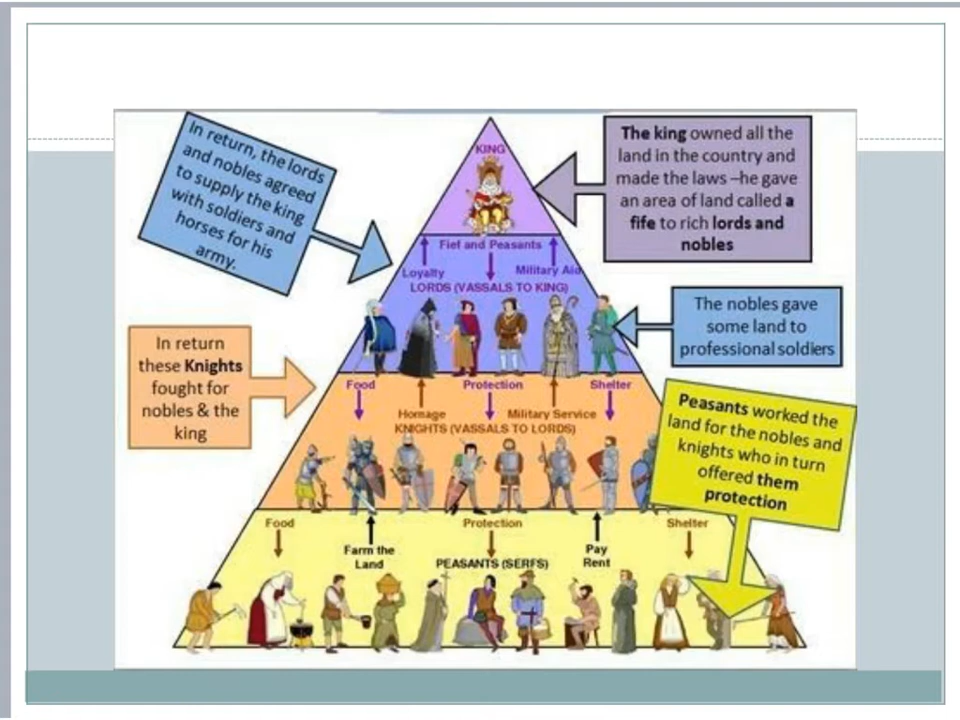 In return, the lords
and nobles agreed
to supply the king
with soldiers and
horses for his
army.
The king owned all the
land in the country and
made the laws –he gave
an area of land called a
fife to rich lords and
nobles
KING
Fief and Peasants
Loyalty
Military Aid
LORDS (VASSALS TO KING)
The nobles gave
some land to
professional soldiers
In return
these Knights
fought for
nobles & the
king
Food
Protection
Shelter
Homage
Military Service
KNIGHTS (VASSALS TO LORDS)
Peasants worked the
land for the nobles and
knights who in turn
offered them
protection
Food
Protection
Shelter
Farm the
Land
Pay
Rent
PEASANTS (SERFS)